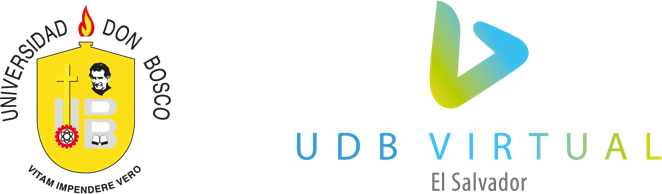 UNIVERSIDAD DON BOSCO
UDB
VITAM IMPENDERE VERO
UDB VIRTUAL
El Salvador